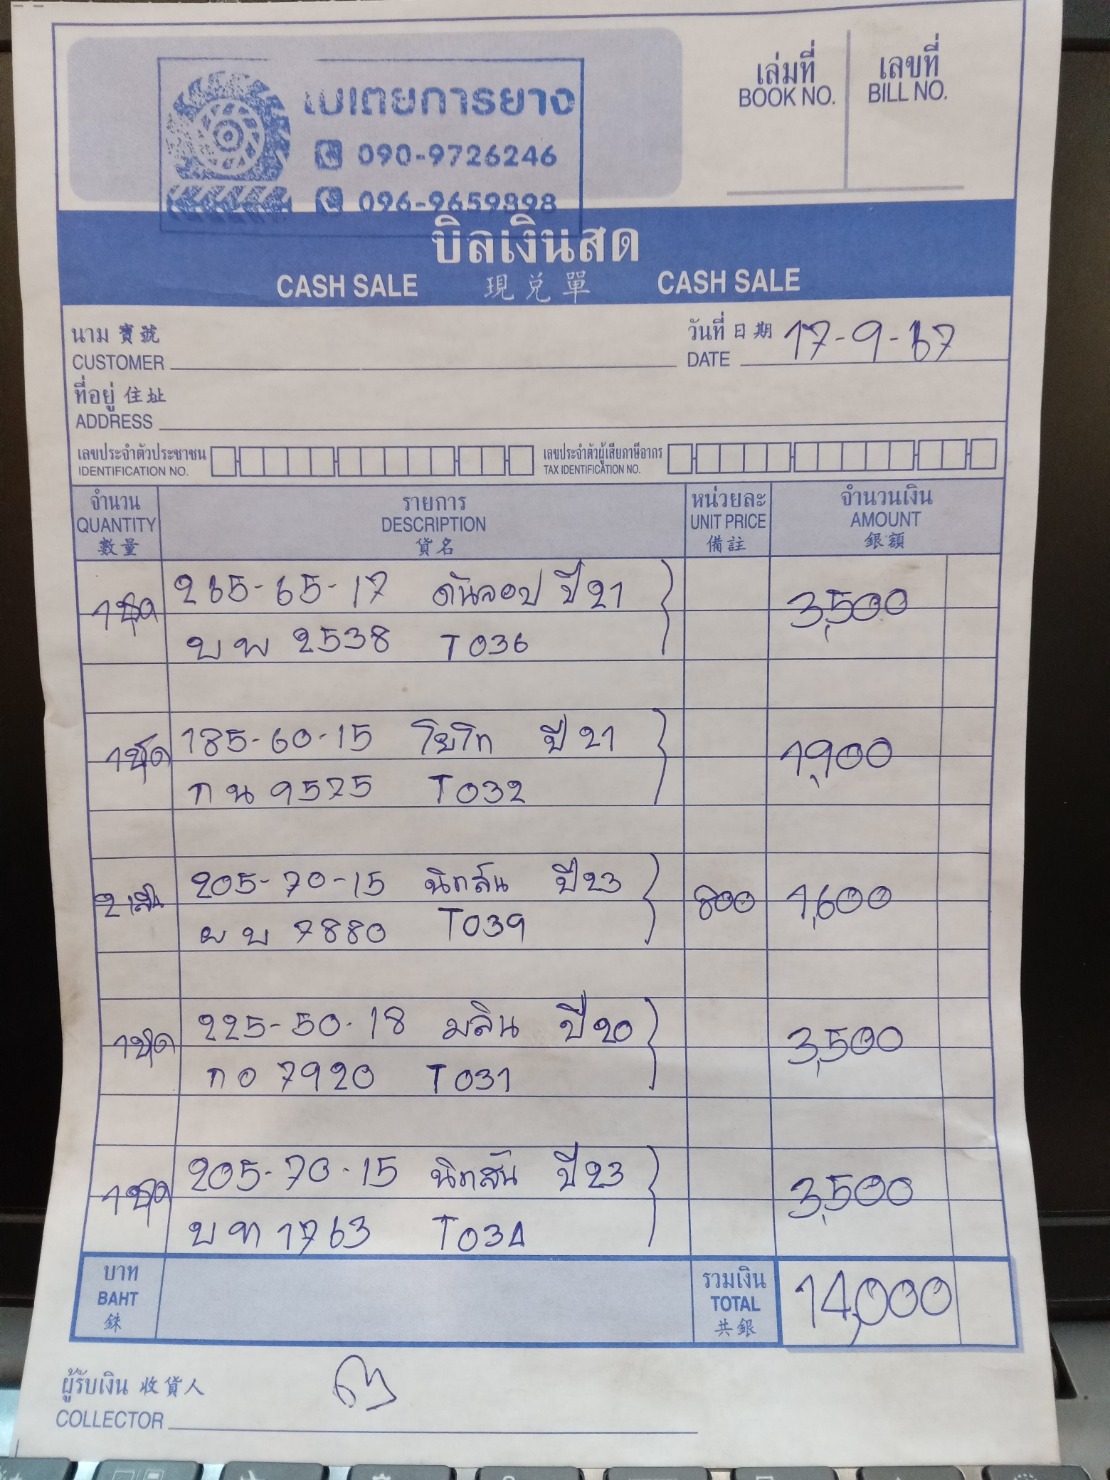 ใบเตยการยาง
090-9726246
096-9659898
เล่มที่
BOOK NO.
เลขที่
BILL NO.
บิลเงินสด
CASH SALE 現兑單 CASH SALE
นาม 寶號
CUSTOMER
วันที่ 日期 17-9-67
DATE
ที่อยู่ 住址
ADDRESS
เลขประจำตัวประชาชน
IDENTIFICATION NO.
เลขประจำตัวผู้เสียภาษีอากร
TAX IDENTIFICATION NO.
จำนวน รายการ หน่วยละ จำนวนเงิน
QUANTITY DESCRIPTION UNIT PRICE AMOUNT
數量 貨名 備註 銀額
1ชุด 265-65-17 ดันลอป ปี 21 3,500
บพ 2538 T036
1ชุด 185-60-15 ปี 21 1,900
กน 9575 T032
2เส้น 205-70-15 นิทสัน ปี 23 800 1,600
ผบ 7880 T039
1ชุด 225-50-18 มลิน ปี 20 3,500
กอ 7920 T031
1ชุด 205-70-15 นิทสัน ปี 23 3,500
1763 T034
บาท รวมเงิน
BAHT TOTAL 14,000
銖 共銀
ผู้รับเงิน 收貨人
COLLECTOR